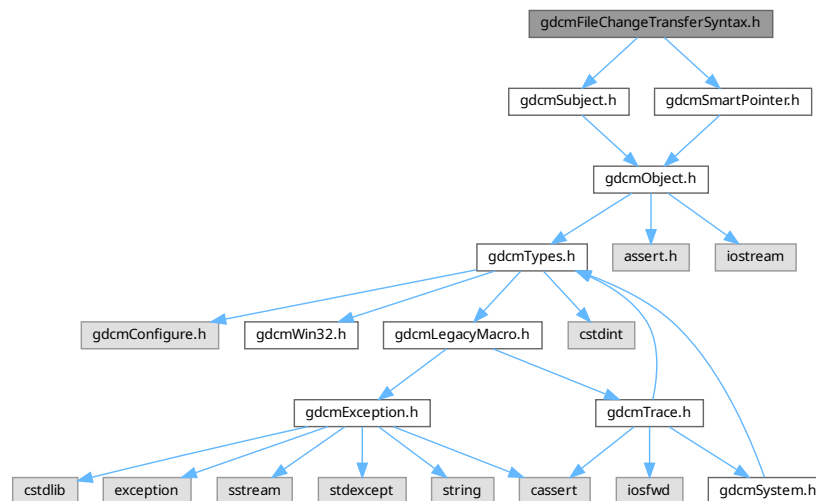 gdcmFileChangeTransferSyntax.h
gdcmSubject.h
gdcmSmartPointer.h
gdcmObject.h
gdcmTypes.h
assert.h
iostream
gdcmConfigure.h
gdcmWin32.h
gdcmLegacyMacro.h
cstdint
gdcmException.h
gdcmTrace.h
cstdlib
exception
sstream
stdexcept
string
cassert
iosfwd
gdcmSystem.h